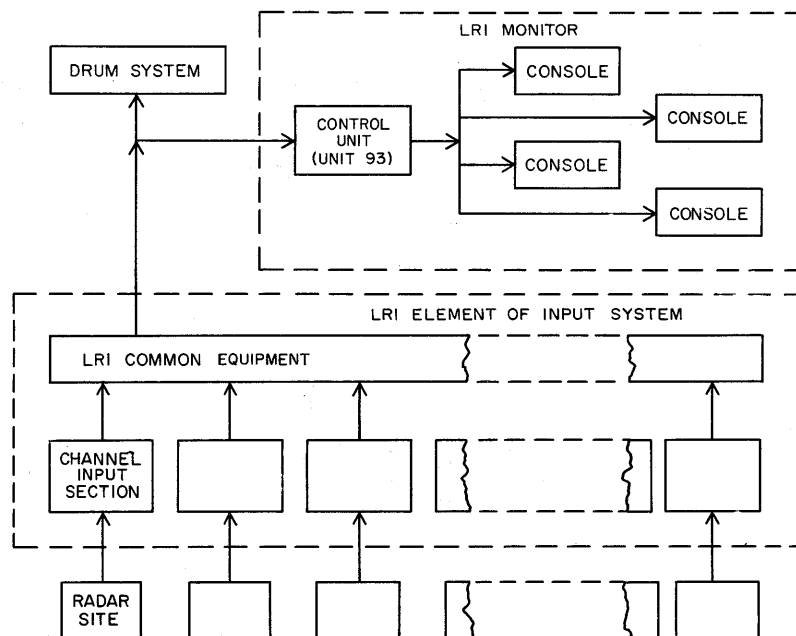 LRI MONITOR
DRUM SYSTEM
CONSOLE
CONTROL
UNIT
(UNIT 93)
CONSOLE
CONSOLE
CONSOLE
LRI ELEMENT OF INPUT SYSTEM
LRI COMMON EQUIPMENT
CHANNEL
INPUT
SECTION
RADAR
SITE